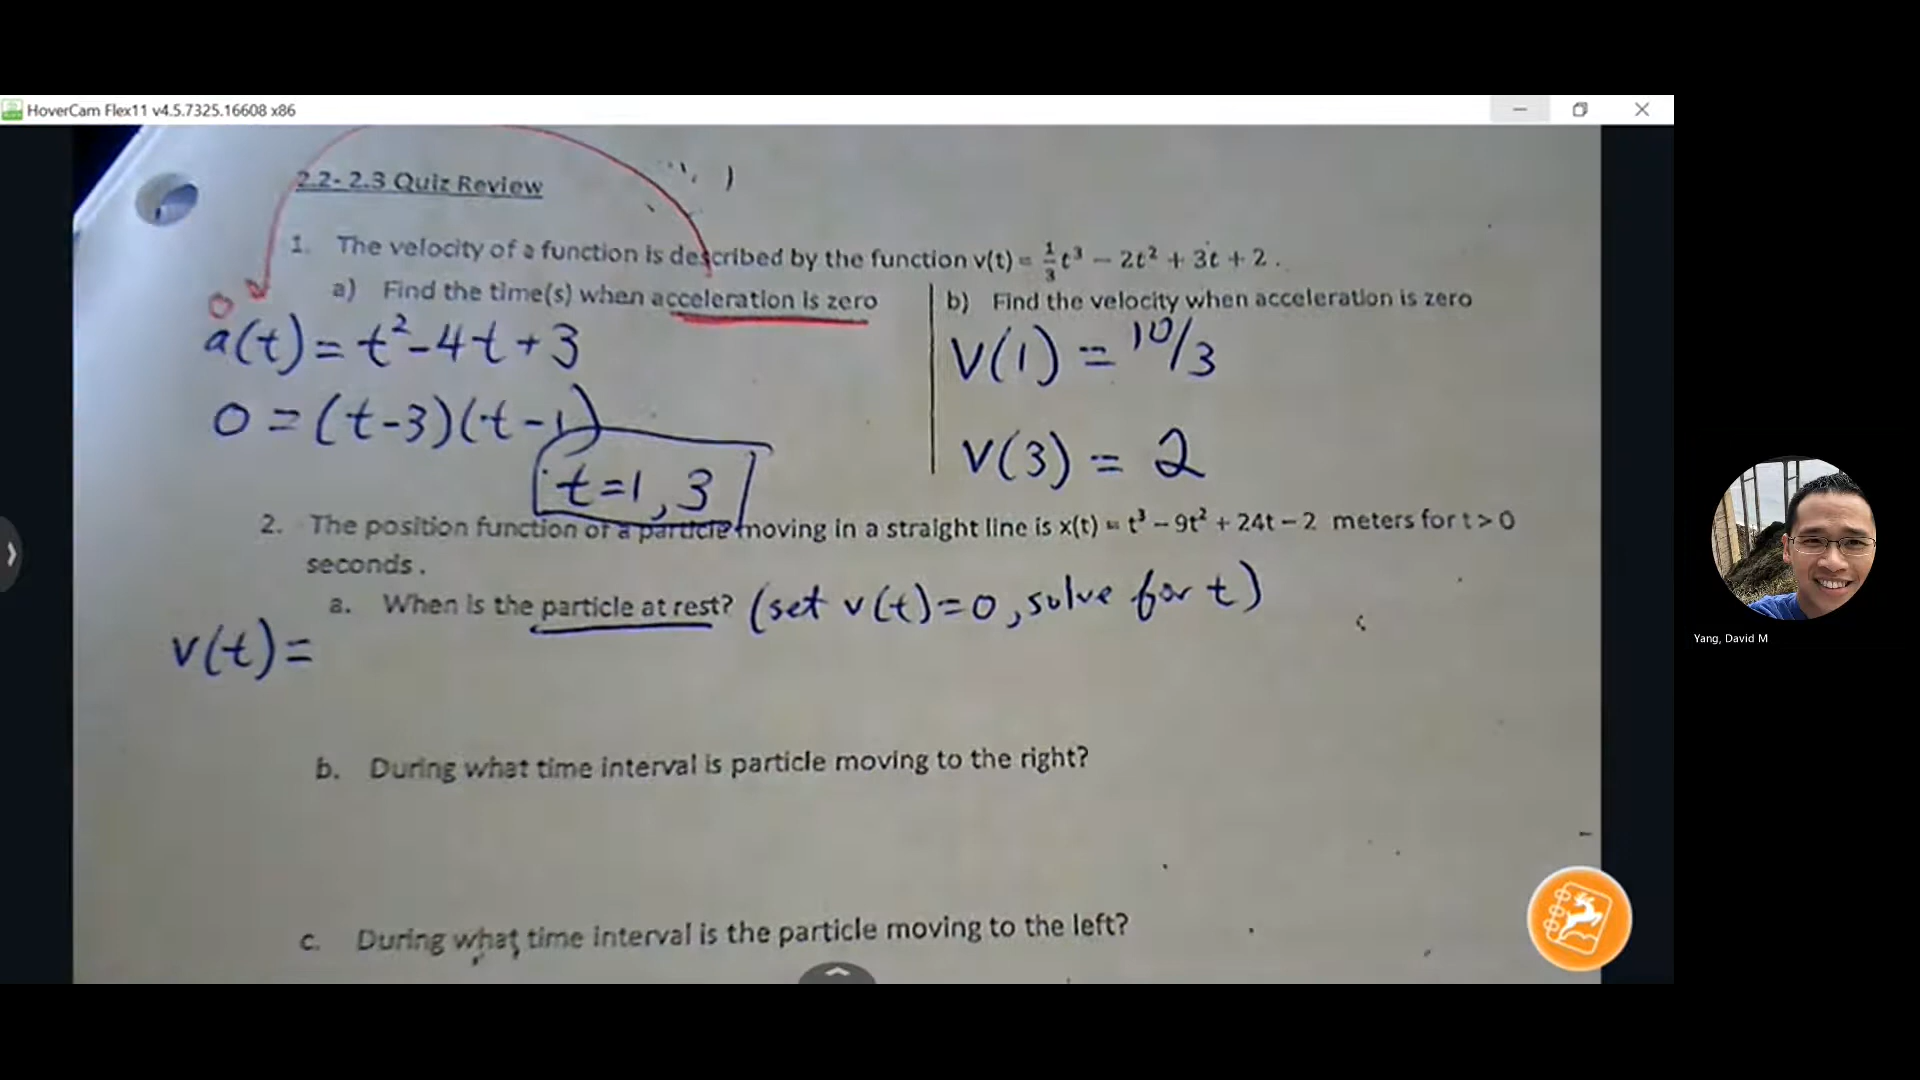 HoverCam Flex11 v4.5.7325.16608 x86
2.2-2.3 Quiz Review
1. The velocity of a function is described by the function v(t) = 1/3 t³ − 2t² + 3t + 2.
a) Find the time(s) when acceleration is zero
b) Find the velocity when acceleration is zero
0
a(t) = t²-4t+3
0 = (t-3)(t-1)
t=1,3
V(1) = 10/3
V(3) = 2
2. The position function of a particle moving in a straight line is x(t) = t³ − 9t² + 24t − 2 meters for t > 0
seconds.
a. When is the particle at rest? (set v(t)=0, solve for t)
v(t)=
b. During what time interval is particle moving to the right?
c. During what time interval is the particle moving to the left?
Yang, David M